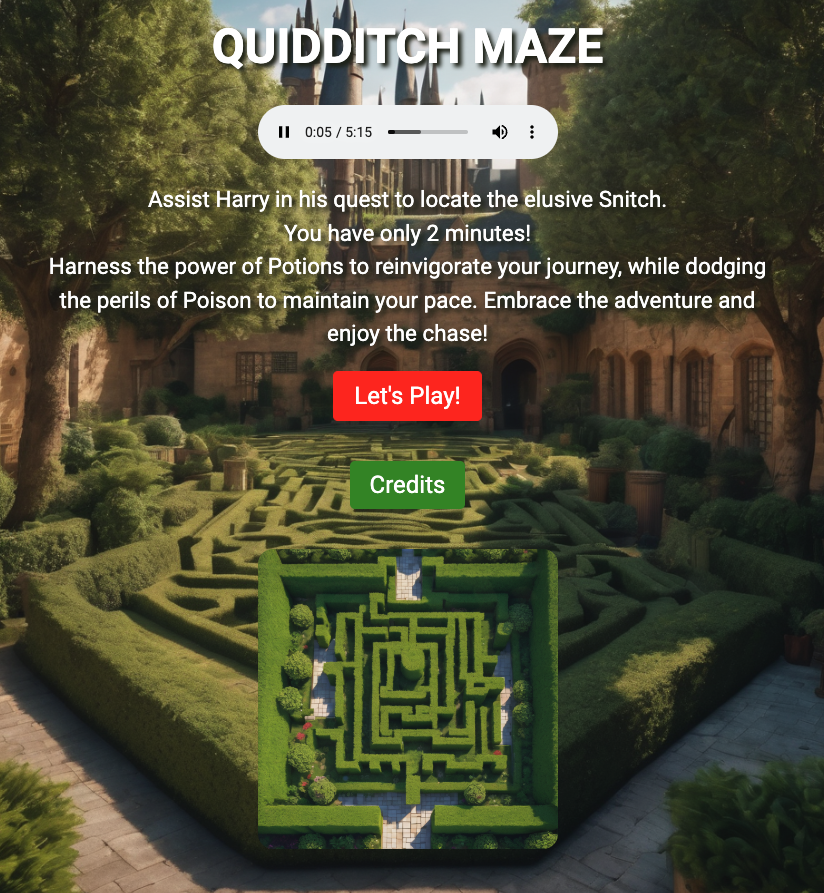 QUIDDITCH MAZE
0:05 / 5:15
Assist Harry in his quest to locate the elusive Snitch.
You have only 2 minutes!
Harness the power of Potions to reinvigorate your journey, while dodging
the perils of Poison to maintain your pace. Embrace the adventure and
enjoy the chase!
Let's Play!
Credits